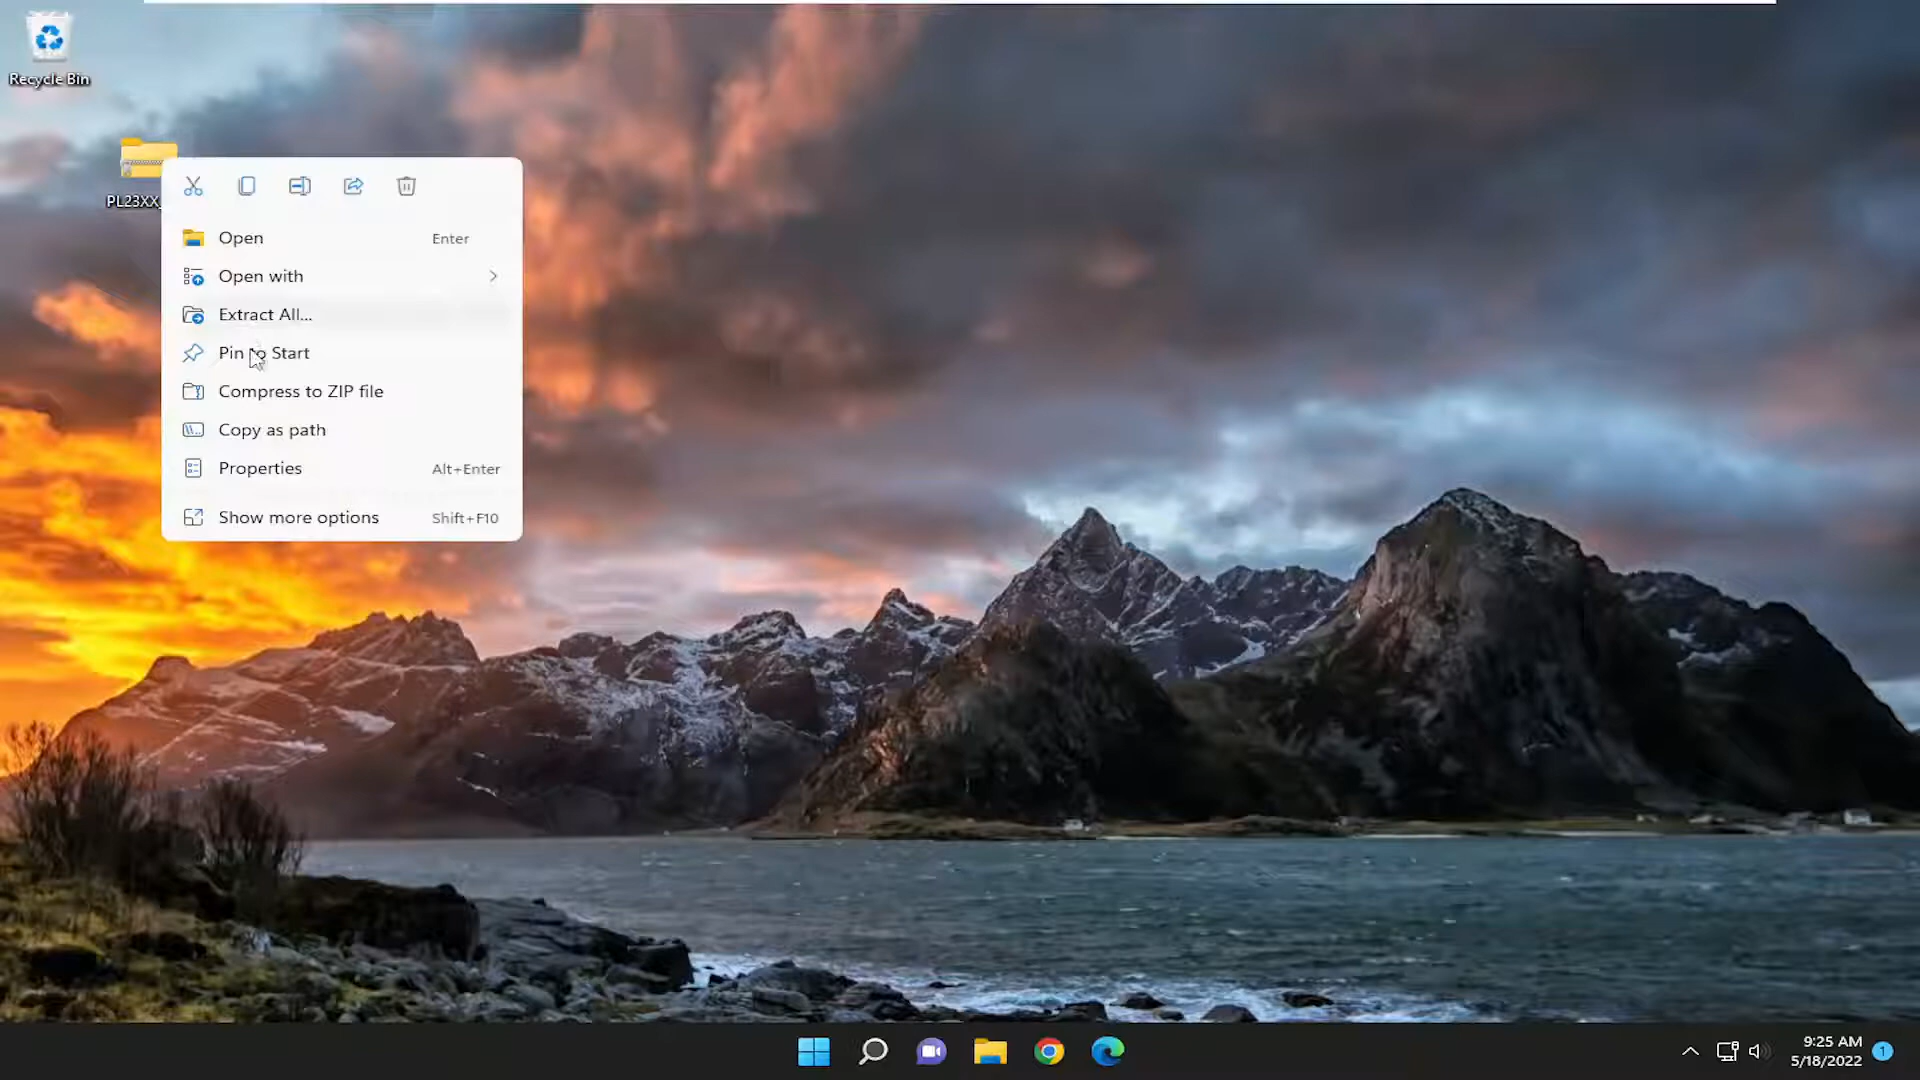 Recycle Bin
PL23XX_
Open Enter
Open with
Extract All...
Pin to Start
Compress to ZIP file
Copy as path
Properties Alt+Enter
Show more options Shift+F10
9:25 AM
5/18/2022
1